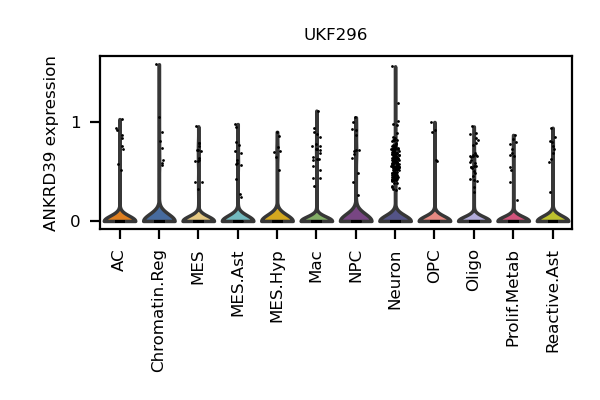 UKF296
ANKRD39 expression
1
0
AC
Chromatin.Reg
MES
MES.Ast
MES.Hyp
Mac
NPC
Neuron
OPC
Oligo
Prolif.Metab
Reactive.Ast